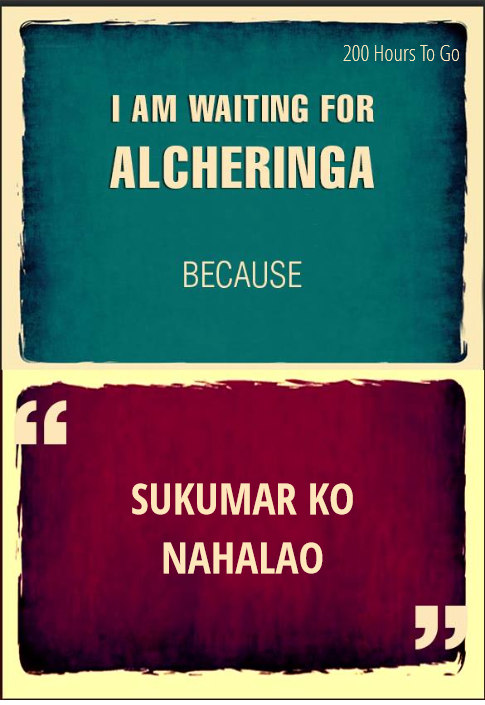 200 Hours To Go
I AM WAITING FOR
ALCHERINGA
BECAUSE
“
SUKUMAR KO
NAHALAO
”